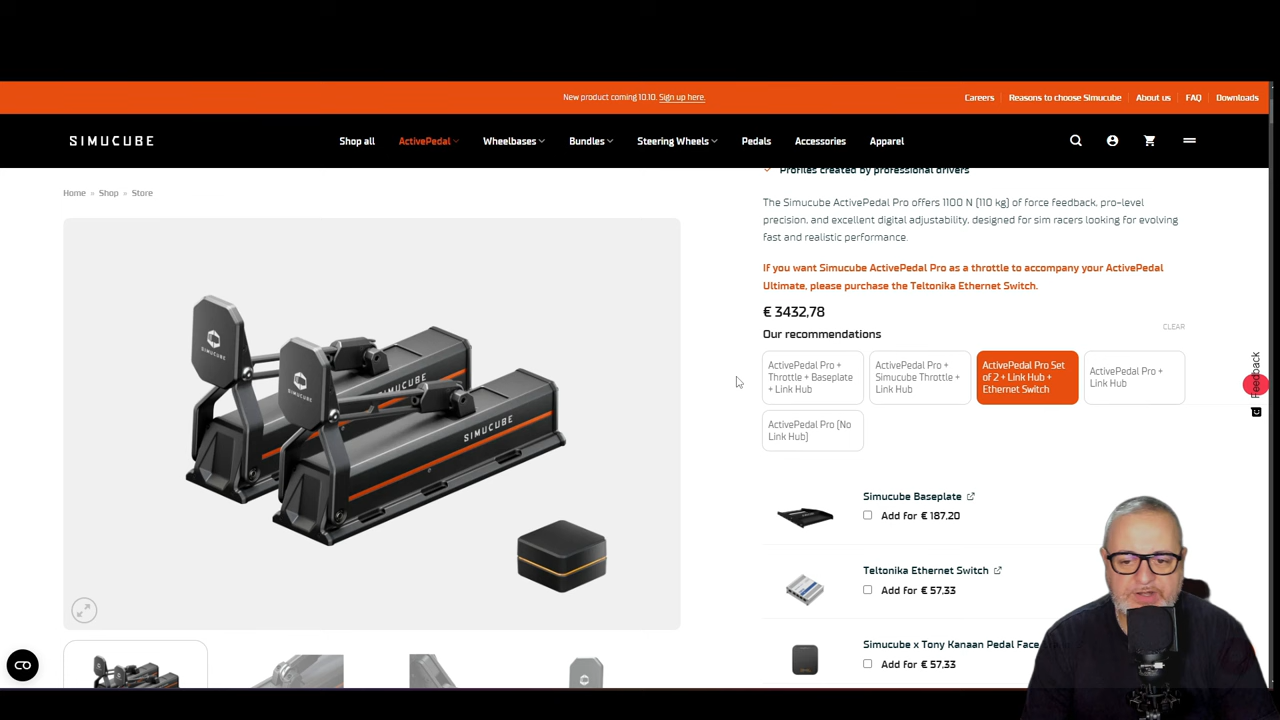 New product coming 10.10. Sign up here.
Careers
Reasons to choose Simucube
About us
FAQ
Downloads
SIMUCUBE
Shop all
ActivePedal
Wheelbases
Bundles
Steering Wheels
Pedals
Accessories
Apparel
Home » Shop » Store
SIMUCUBE
SIMUCUBE
SIMUCUBE
SIMUCUBE
Profiles created by professional drivers
The Simucube ActivePedal Pro offers 1100 N [110 kg] of force feedback, pro-level
precision, and excellent digital adjustability, designed for sim racers looking for evolving
fast and realistic performance.
If you want Simucube ActivePedal Pro as a throttle to accompany your ActivePedal
Ultimate, please purchase the Teltonika Ethernet Switch.
€ 3432,78
CLEAR
Our recommendations
ActivePedal Pro +
Throttle + Baseplate
+ Link Hub
ActivePedal Pro +
Simucube Throttle +
Link Hub
ActivePedal Pro Set
of 2 + Link Hub +
Ethernet Switch
ActivePedal Pro +
Link Hub
ActivePedal Pro [No
Link Hub]
Simucube Baseplate
Add for € 187.20
Teltonika Ethernet Switch
Add for € 57.33
Simucube x Tony Kanaan Pedal Face
Add for € 57.33
Feedback